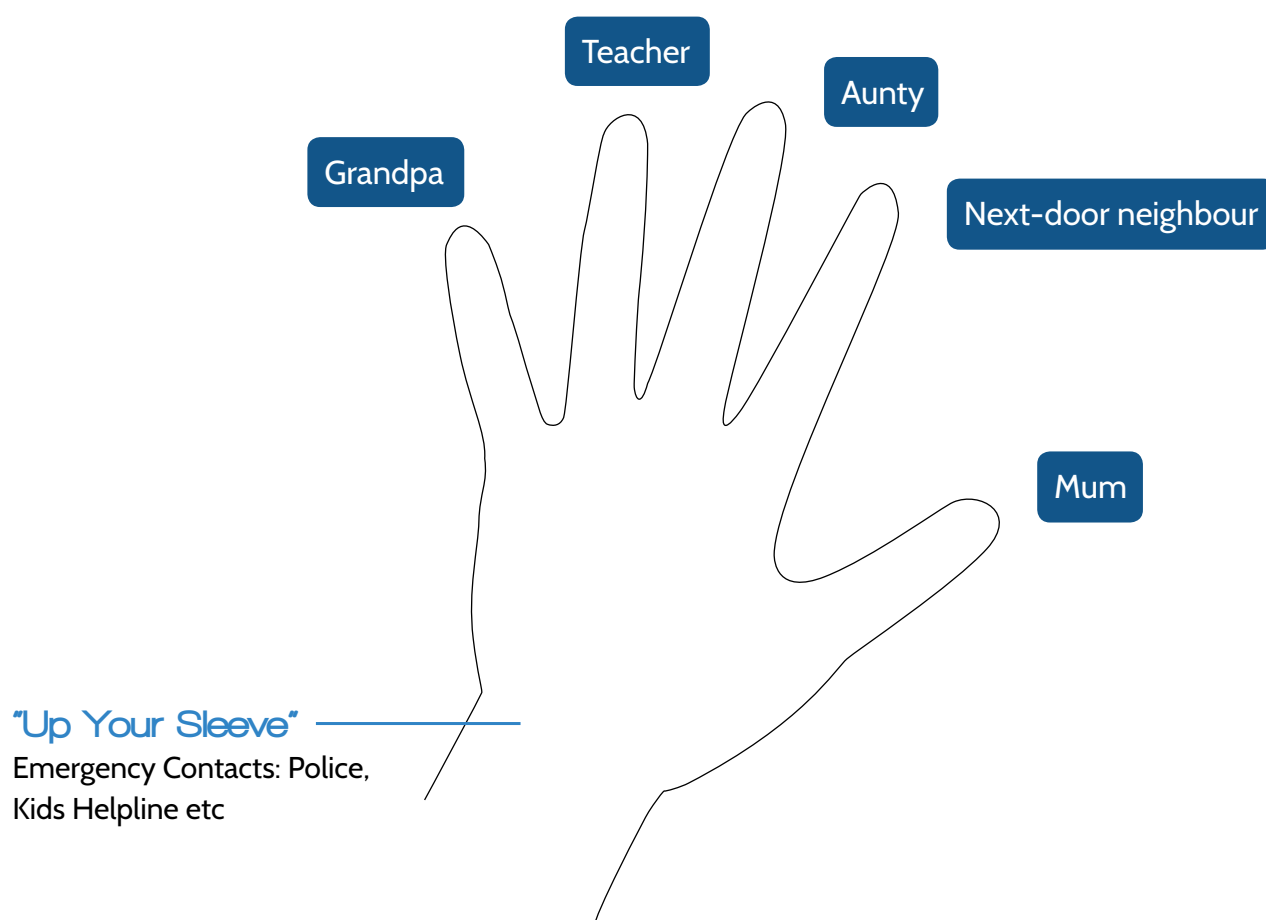 Teacher
Aunty
Grandpa
Next-door neighbour
Mum
"Up Your Sleeve"
Emergency Contacts: Police,
Kids Helpline etc